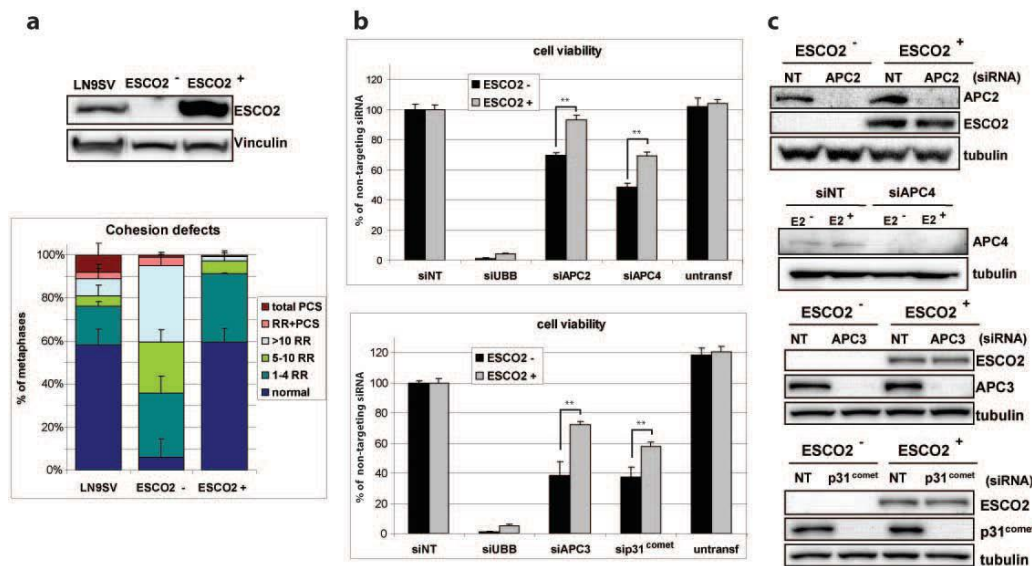 a
LN9SV ESCO2 - ESCO2 +
ESCO2
Vinculin
Cohesion defects
% of metaphases
100%
80%
60%
40%
20%
0%
LN9SV ESCO2 - ESCO2 +
total PCS
RR+PCS
>10 RR
5-10 RR
1-4 RR
normal
b
cell viability
% of non-targeting siRNA
120
100
80
60
40
20
0
ESCO2 -
ESCO2 +
**
**
siNT siUBB siAPC2 siAPC4 untransf
cell viability
% of non-targeting siRNA
120
100
80
60
40
20
0
ESCO2 -
ESCO2 +
**
**
siNT siUBB siAPC3 sip31 comet untransf
c
ESCO2 - ESCO2 +
NT APC2 NT APC2 (siRNA)
APC2
ESCO2
tubulin
siNT siAPC4
E2 - E2 + E2 - E2 +
APC4
tubulin
ESCO2 - ESCO2 +
NT APC3 NT APC3 (siRNA)
ESCO2
APC3
tubulin
ESCO2 - ESCO2 +
NT p31comet NT p31comet (siRNA)
ESCO2
p31comet
tubulin